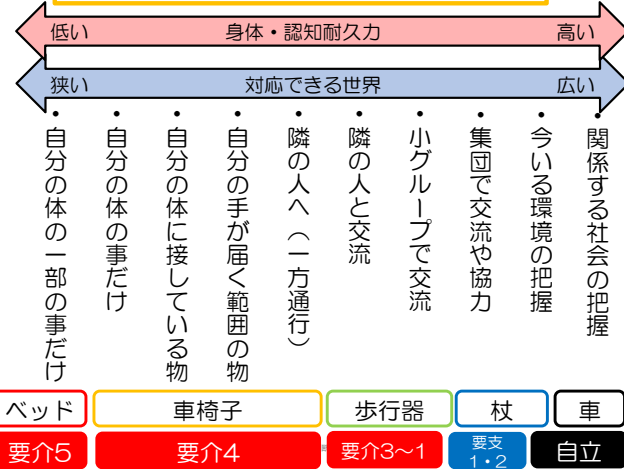 低い 身体・認知耐久力 高い
狭い 対応できる世界 広い
・自分の体の一部の事だけ
・自分の体の事だけ
・自分の体に接している物
・自分の手が届く範囲の物
・隣の人へ（一方通行）
・隣の人と交流
・小グループで交流
・集団で交流や協力
・今いる環境の把握
・関係する社会の把握
ベッド 車椅子 歩行器 杖 車
要介5 要介4 要介3～1 要支
1・2 自立